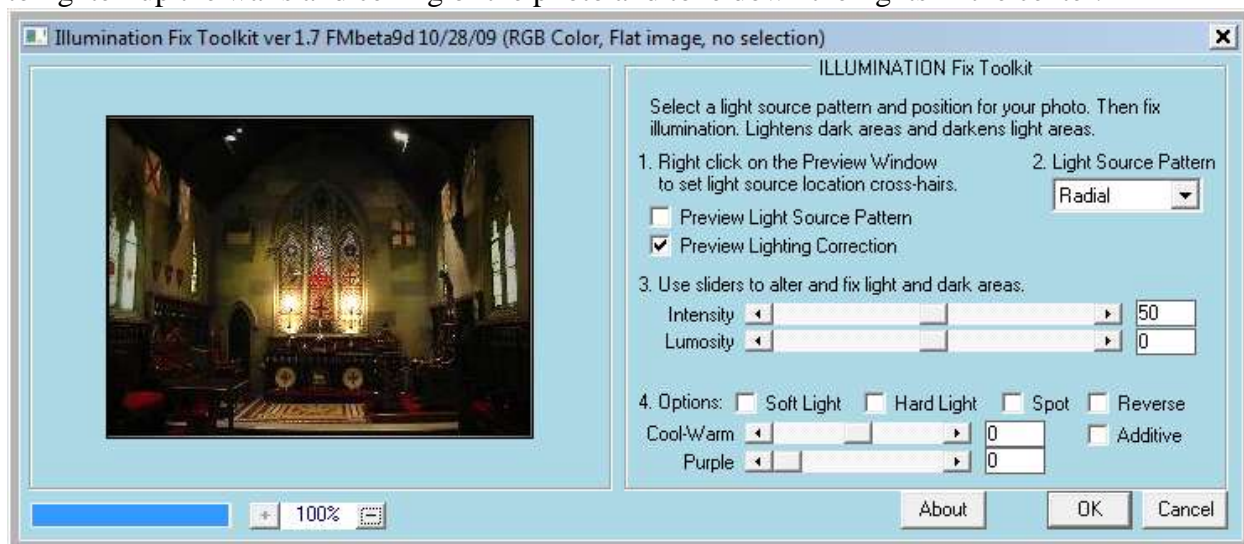 Illumination Fix Toolkit ver 1.7 FMbeta9d 10/28/09 (RGB Color, Flat image, no selection)
ILLUMINATION Fix Toolkit
Select a light source pattern and position for your photo. Then fix
illumination. Lightens dark areas and darkens light areas.
1. Right click on the Preview Window
to set light source location cross-hairs.
2. Light Source Pattern
Radial
Preview Light Source Pattern
Preview Lighting Correction
3. Use sliders to alter and fix light and dark areas.
Intensity 50
Lumosity 0
4. Options: Soft Light Hard Light Spot Reverse
Cool-Warm 0 Additive
Purple 0
+ 100% -
About OK Cancel